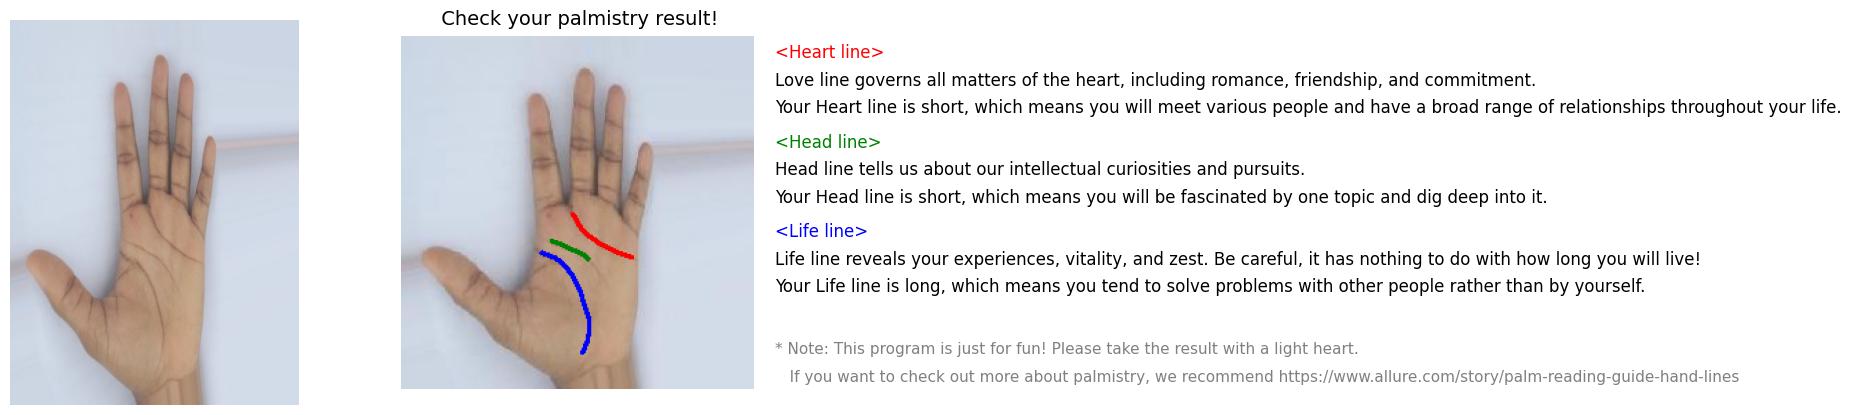 Check your palmistry result!
<Heart line>
Love line governs all matters of the heart, including romance, friendship, and commitment.
Your Heart line is short, which means you will meet various people and have a broad range of relationships throughout your life.
<Head line>
Head line tells us about our intellectual curiosities and pursuits.
Your Head line is short, which means you will be fascinated by one topic and dig deep into it.
<Life line>
Life line reveals your experiences, vitality, and zest. Be careful, it has nothing to do with how long you will live!
Your Life line is long, which means you tend to solve problems with other people rather than by yourself.
* Note: This program is just for fun! Please take the result with a light heart.
If you want to check out more about palmistry, we recommend https://www.allure.com/story/palm-reading-guide-hand-lines